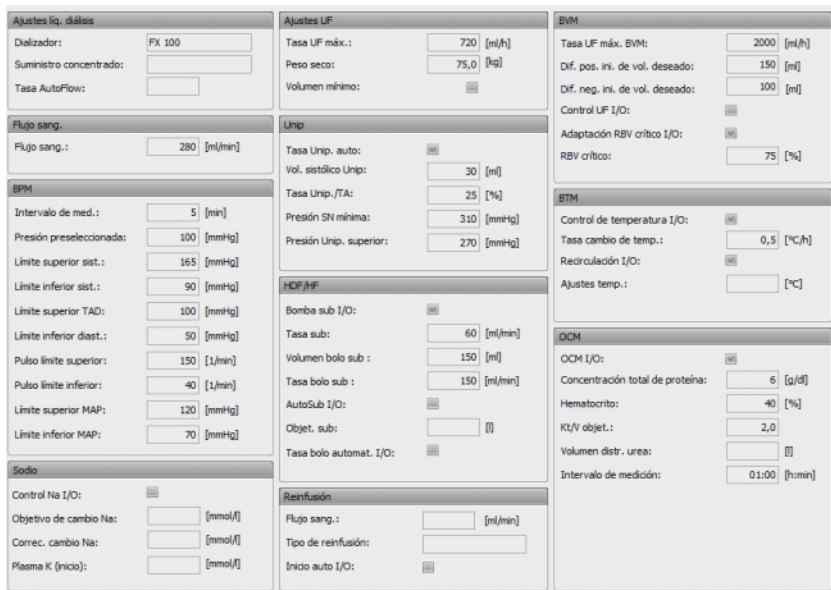 Ajustes líq. diálisis
Dializador: FX 100
Suministro concentrado:
Tasa AutoFlow:
Flujo sang.
Flujo sang.: 280 [ml/min]
BPM
Intervalo de med.: 5 [min]
Presión preseleccionada: 100 [mmHg]
Límite superior sist.: 165 [mmHg]
Límite inferior sist.: 90 [mmHg]
Límite superior TAD: 100 [mmHg]
Límite inferior diast.: 50 [mmHg]
Pulso límite superior: 150 [1/min]
Pulso límite inferior: 40 [1/min]
Límite superior MAP: 120 [mmHg]
Límite inferior MAP: 70 [mmHg]
Sodio
Control Na I/O:
Objetivo de cambio Na: [mmol/l]
Correc. cambio Na: [mmol/l]
Plasma K (inicio): [mmol/l]
Ajustes UF
Tasa UF máx.: 720 [ml/h]
Peso seco: 75,0 [kg]
Volumen mínimo:
Unip
Tasa Unip. auto:
Vol. sistólico Unip: 30 [ml]
Tasa Unip./TA: 25 [%]
Presión SN mínima: 310 [mmHg]
Presión Unip. superior: 270 [mmHg]
HDF/HF
Bomba sub I/O:
Tasa sub: 60 [ml/min]
Volumen bolo sub : 150 [ml]
Tasa bolo sub : 150 [ml/min]
AutoSub I/O:
Objet. sub: [l]
Tasa bolo automat. I/O:
Reinfusión
Flujo sang.: [ml/min]
Tipo de reinfusión:
Inicio auto I/O:
BVM
Tasa UF máx. BVM: 2000 [ml/h]
Dif. pos. ini. de vol. deseado: 150 [ml]
Dif. neg. ini. de vol. deseado: 100 [ml]
Control UF I/O:
Adaptación RBV crítico I/O:
RBV crítico: 75 [%]
BTM
Control de temperatura I/O:
Tasa cambio de temp.: 0,5 [ºC/h]
Recirculación I/O:
Ajustes temp.: [ºC]
OCM
OCM I/O:
Concentración total de proteína: 6 [g/dl]
Hematocrito: 40 [%]
Kt/V objet.: 2,0
Volumen distr. urea: [l]
Intervalo de medición: 01:00 [h:min]